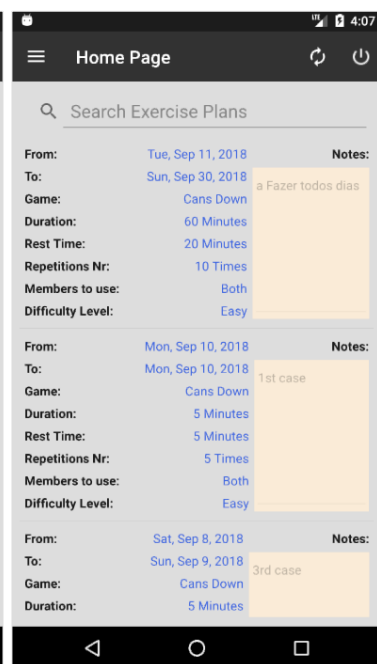 LTE 4:07
Home Page
Search Exercise Plans
From: Tue, Sep 11, 2018 Notes:
To: Sun, Sep 30, 2018 a Fazer todos dias
Game: Cans Down
Duration: 60 Minutes
Rest Time: 20 Minutes
Repetitions Nr: 10 Times
Members to use: Both
Difficulty Level: Easy
From: Mon, Sep 10, 2018 Notes:
To: Mon, Sep 10, 2018 1st case
Game: Cans Down
Duration: 5 Minutes
Rest Time: 5 Minutes
Repetitions Nr: 5 Times
Members to use: Both
Difficulty Level: Easy
From: Sat, Sep 8, 2018 Notes:
To: Sun, Sep 9, 2018 3rd case
Game: Cans Down
Duration: 5 Minutes